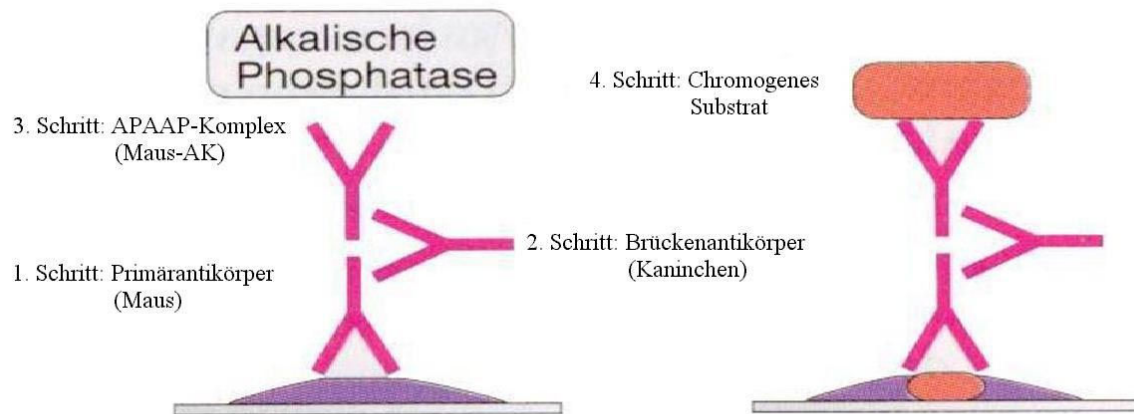 Alkalische
Phosphatase
3. Schritt: APAAP-Komplex
(Maus-AK)
1. Schritt: Primärantikörper
(Maus)
4. Schritt: Chromogenes
Substrat
2. Schritt: Brückenantikörper
(Kaninchen)